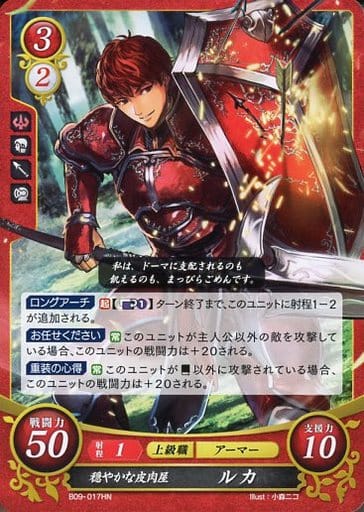 3
2
私は、ドーマに支配されるのも
飢えるのも、まっぴらごめんです。
ロングアーチ 起【1】ターン終了まで、このユニットに射程1-2
が追加される。
お任せください 常 このユニットが主人公以外の敵を攻撃して
いる場合、このユニットの戦闘力は+20される。
重装の心得 常 このユニットが以外に攻撃されている場合、
このユニットの戦闘力は+20される。
戦闘力
50
射程 1
上級職
アーマー
支援力
10
穏やかな皮肉屋 ルカ
B09-017HN
Illust:小森ニコ